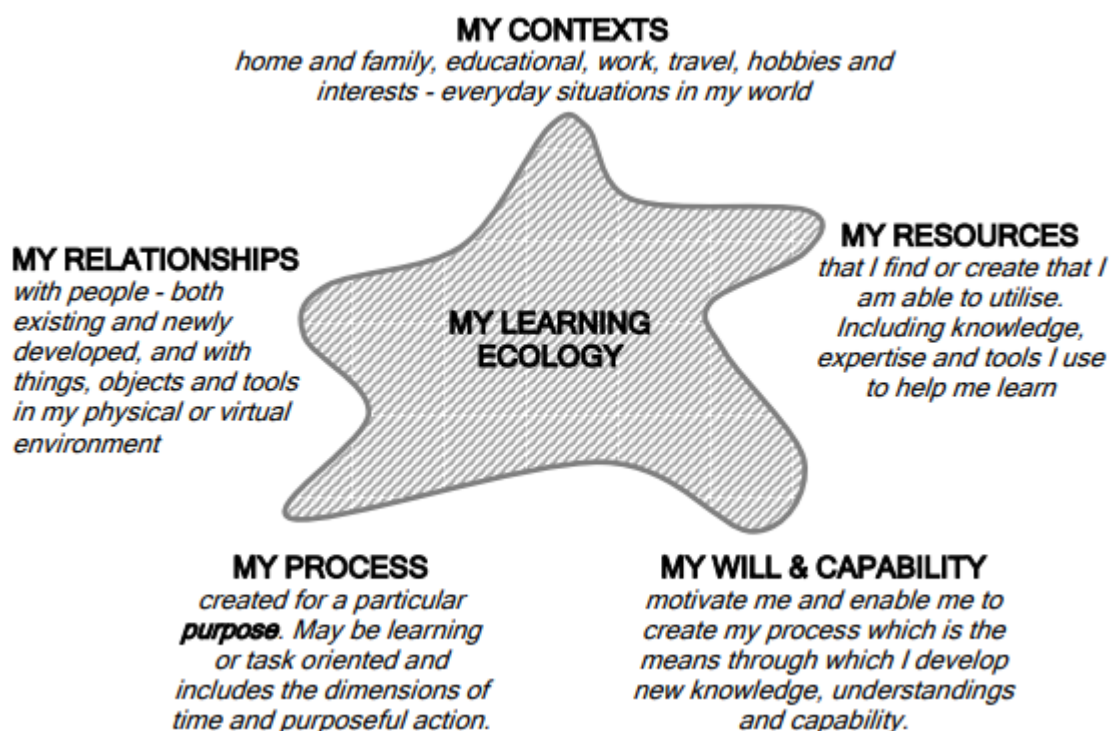 MY CONTEXTS
home and family, educational, work, travel, hobbies and
interests - everyday situations in my world
MY RELATIONSHIPS
with people - both
existing and newly
developed, and with
things, objects and tools
in my physical or virtual
environment
MY LEARNING
ECOLOGY
MY RESOURCES
that I find or create that I
am able to utilise.
Including knowledge,
expertise and tools I use
to help me learn
MY PROCESS
created for a particular
purpose. May be learning
or task oriented and
includes the dimensions of
time and purposeful action.
MY WILL & CAPABILITY
motivate me and enable me to
create my process which is the
means through which I develop
new knowledge, understandings
and capability.